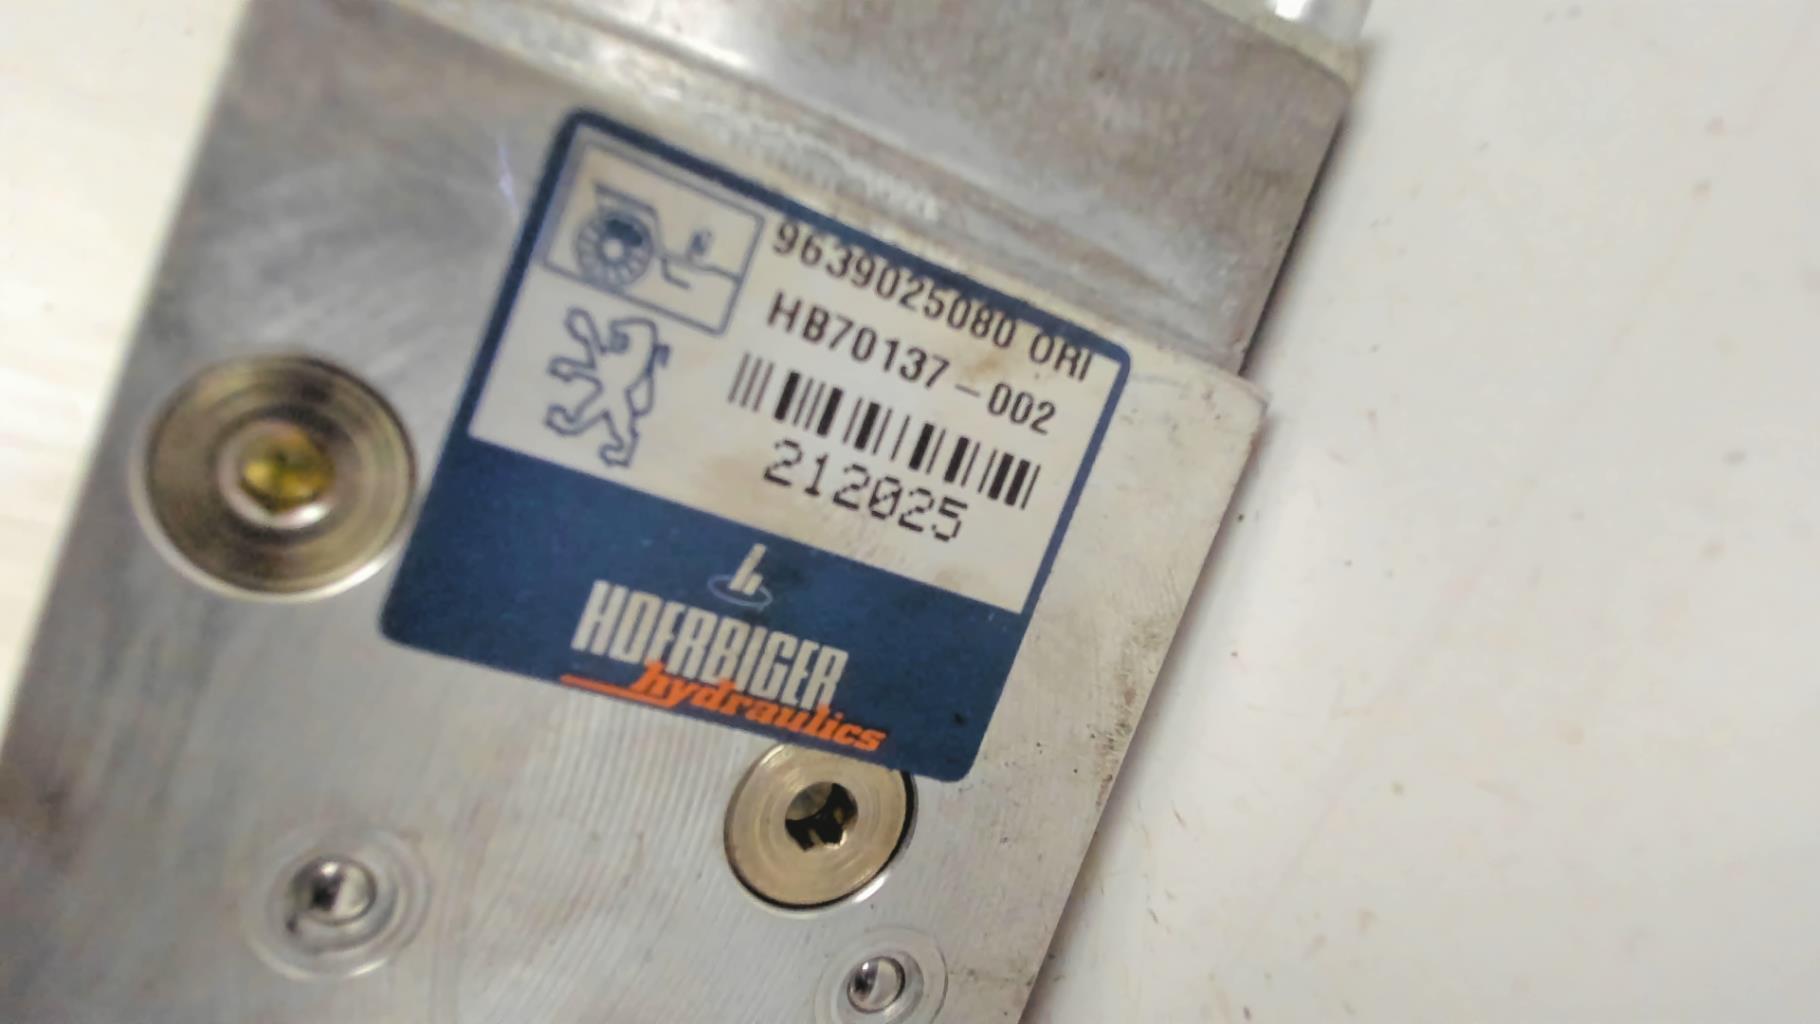 9639025080 ORI
HB70137-002
212025
HOERBIGER
hydraulics